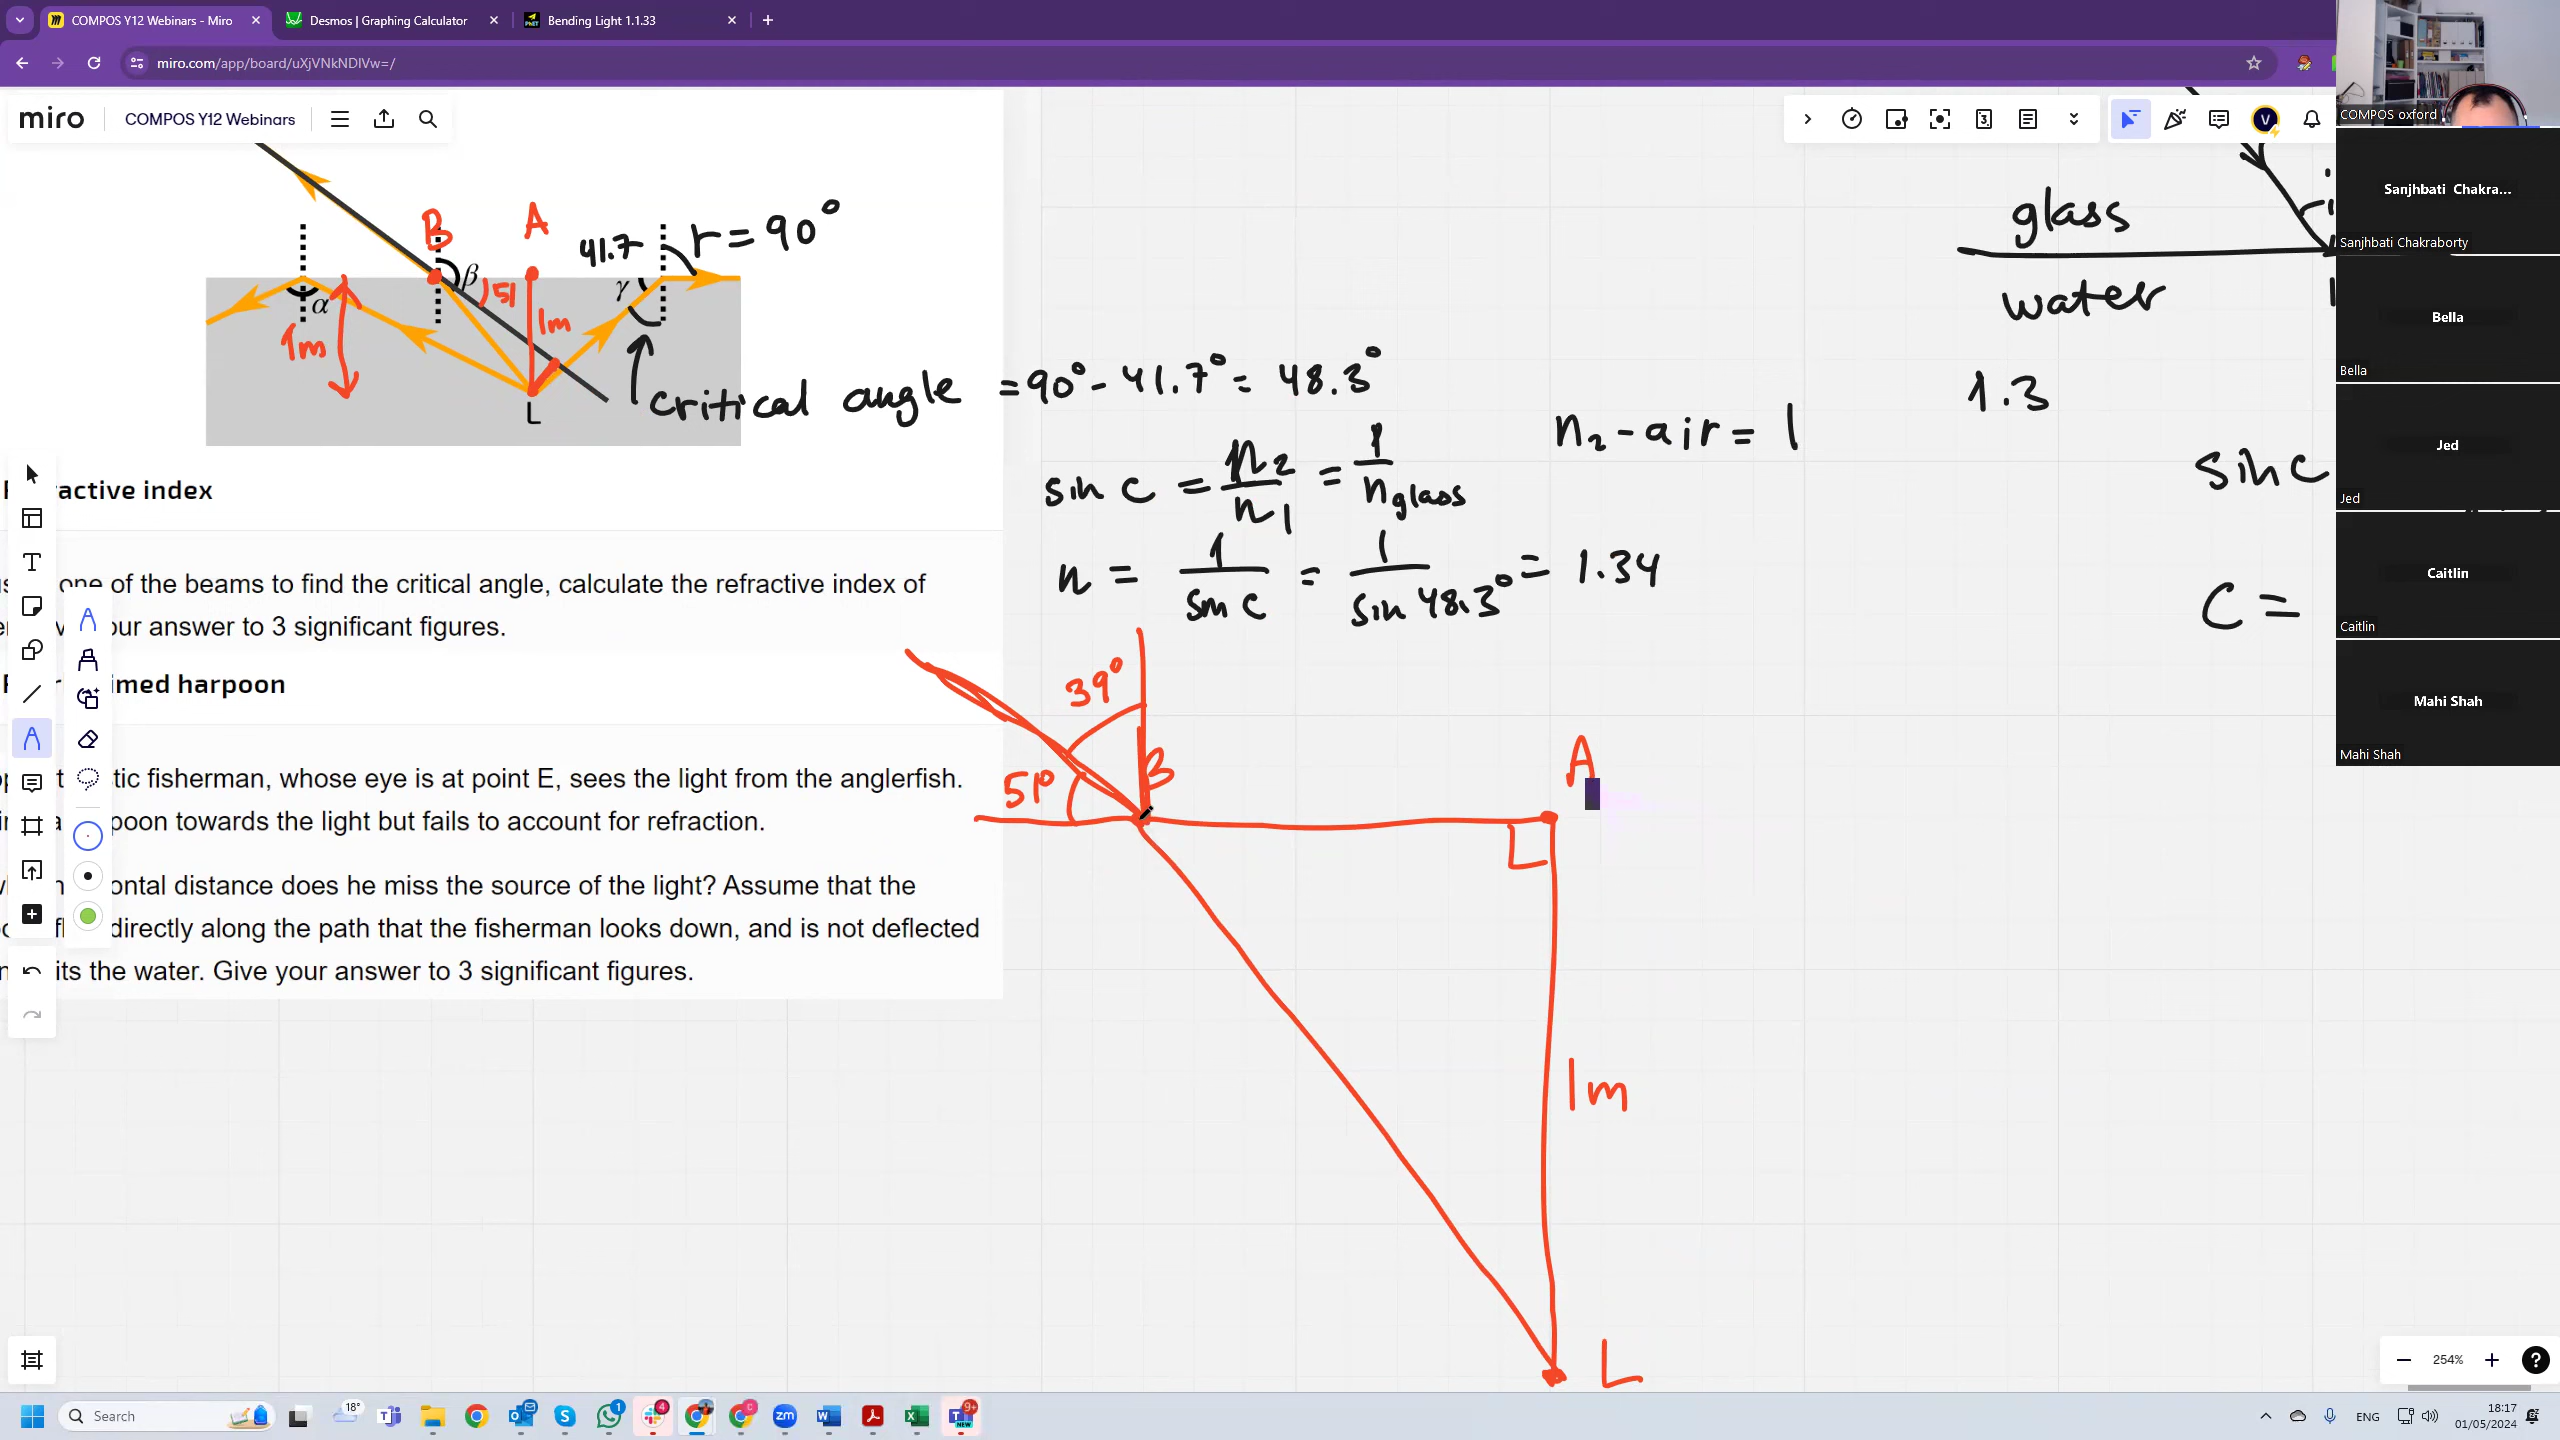 COMPOS Y12 Webinars - Miro
Desmos | Graphing Calculator
Bending Light 1.1.33
miro.com/app/board/uXjVNkNDIVw=/
miro
COMPOS Y12 Webinars
V
COMPOS oxford
Sanjhbati Chakra...
Sanjhbati Chakraborty
Bella
Bella
Jed
Jed
Caitlin
Caitlin
Mahi Shah
Mahi Shah
B
A
41.7
r = 90°
β
51
α
γ
1m
1m
L
critical angle = 90° - 41.7° = 48.3°
glass
water
1.3
sin c
c =
n2 - air = 1
sin c = n2/n1 = 1/nglass
n = 1/sin c = 1/sin 48.3° = 1.34
active index
one of the beams to find the critical angle, calculate the refractive index of
our answer to 3 significant figures.
imed harpoon
tic fisherman, whose eye is at point E, sees the light from the anglerfish.
poon towards the light but fails to account for refraction.
ontal distance does he miss the source of the light? Assume that the
directly along the path that the fisherman looks down, and is not deflected
its the water. Give your answer to 3 significant figures.
39°
51°
B
A
1m
L
254%
Search
18°
1
4
9+
ENG
18:17
01/05/2024